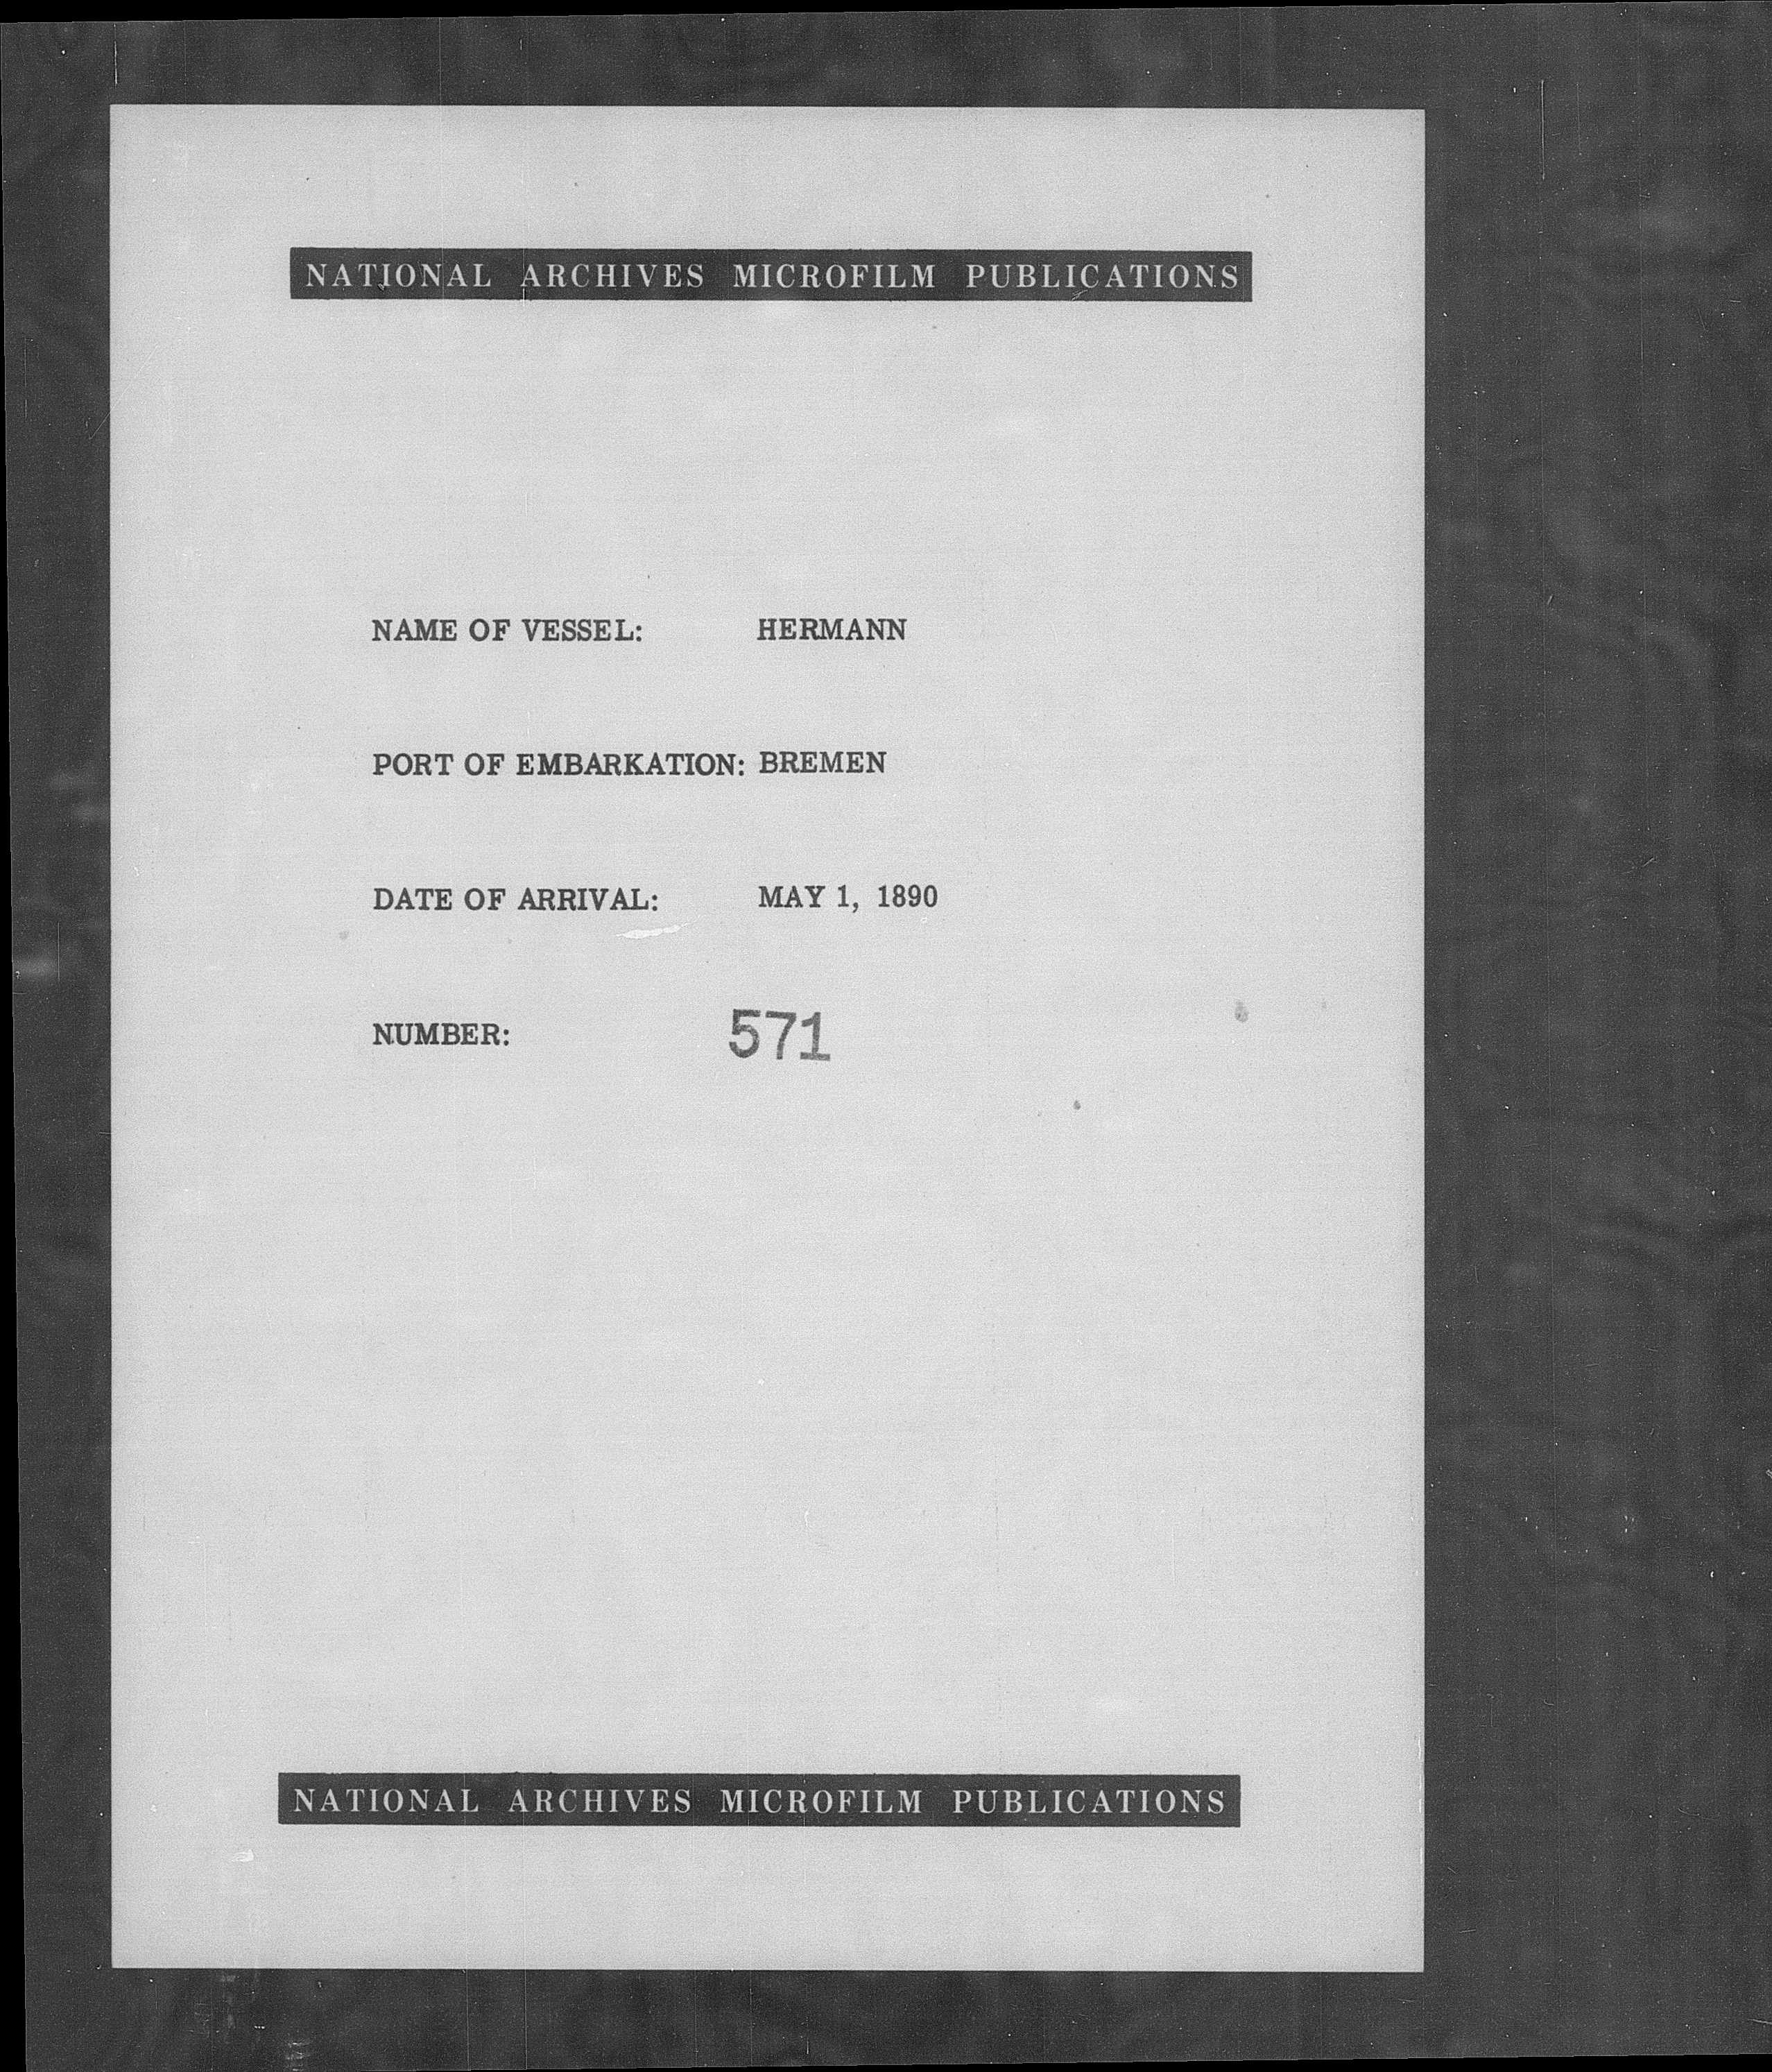 NATIONAL ARCHIVES MICROFILM PUBLICATIONS
NAME OF VESSEL: HERMANN
PORT OF EMBARKATION: BREMEN
DATE OF ARRIVAL: MAY 1, 1890
NUMBER: 571
NATIONAL ARCHIVES MICROFILM PUBLICATIONS